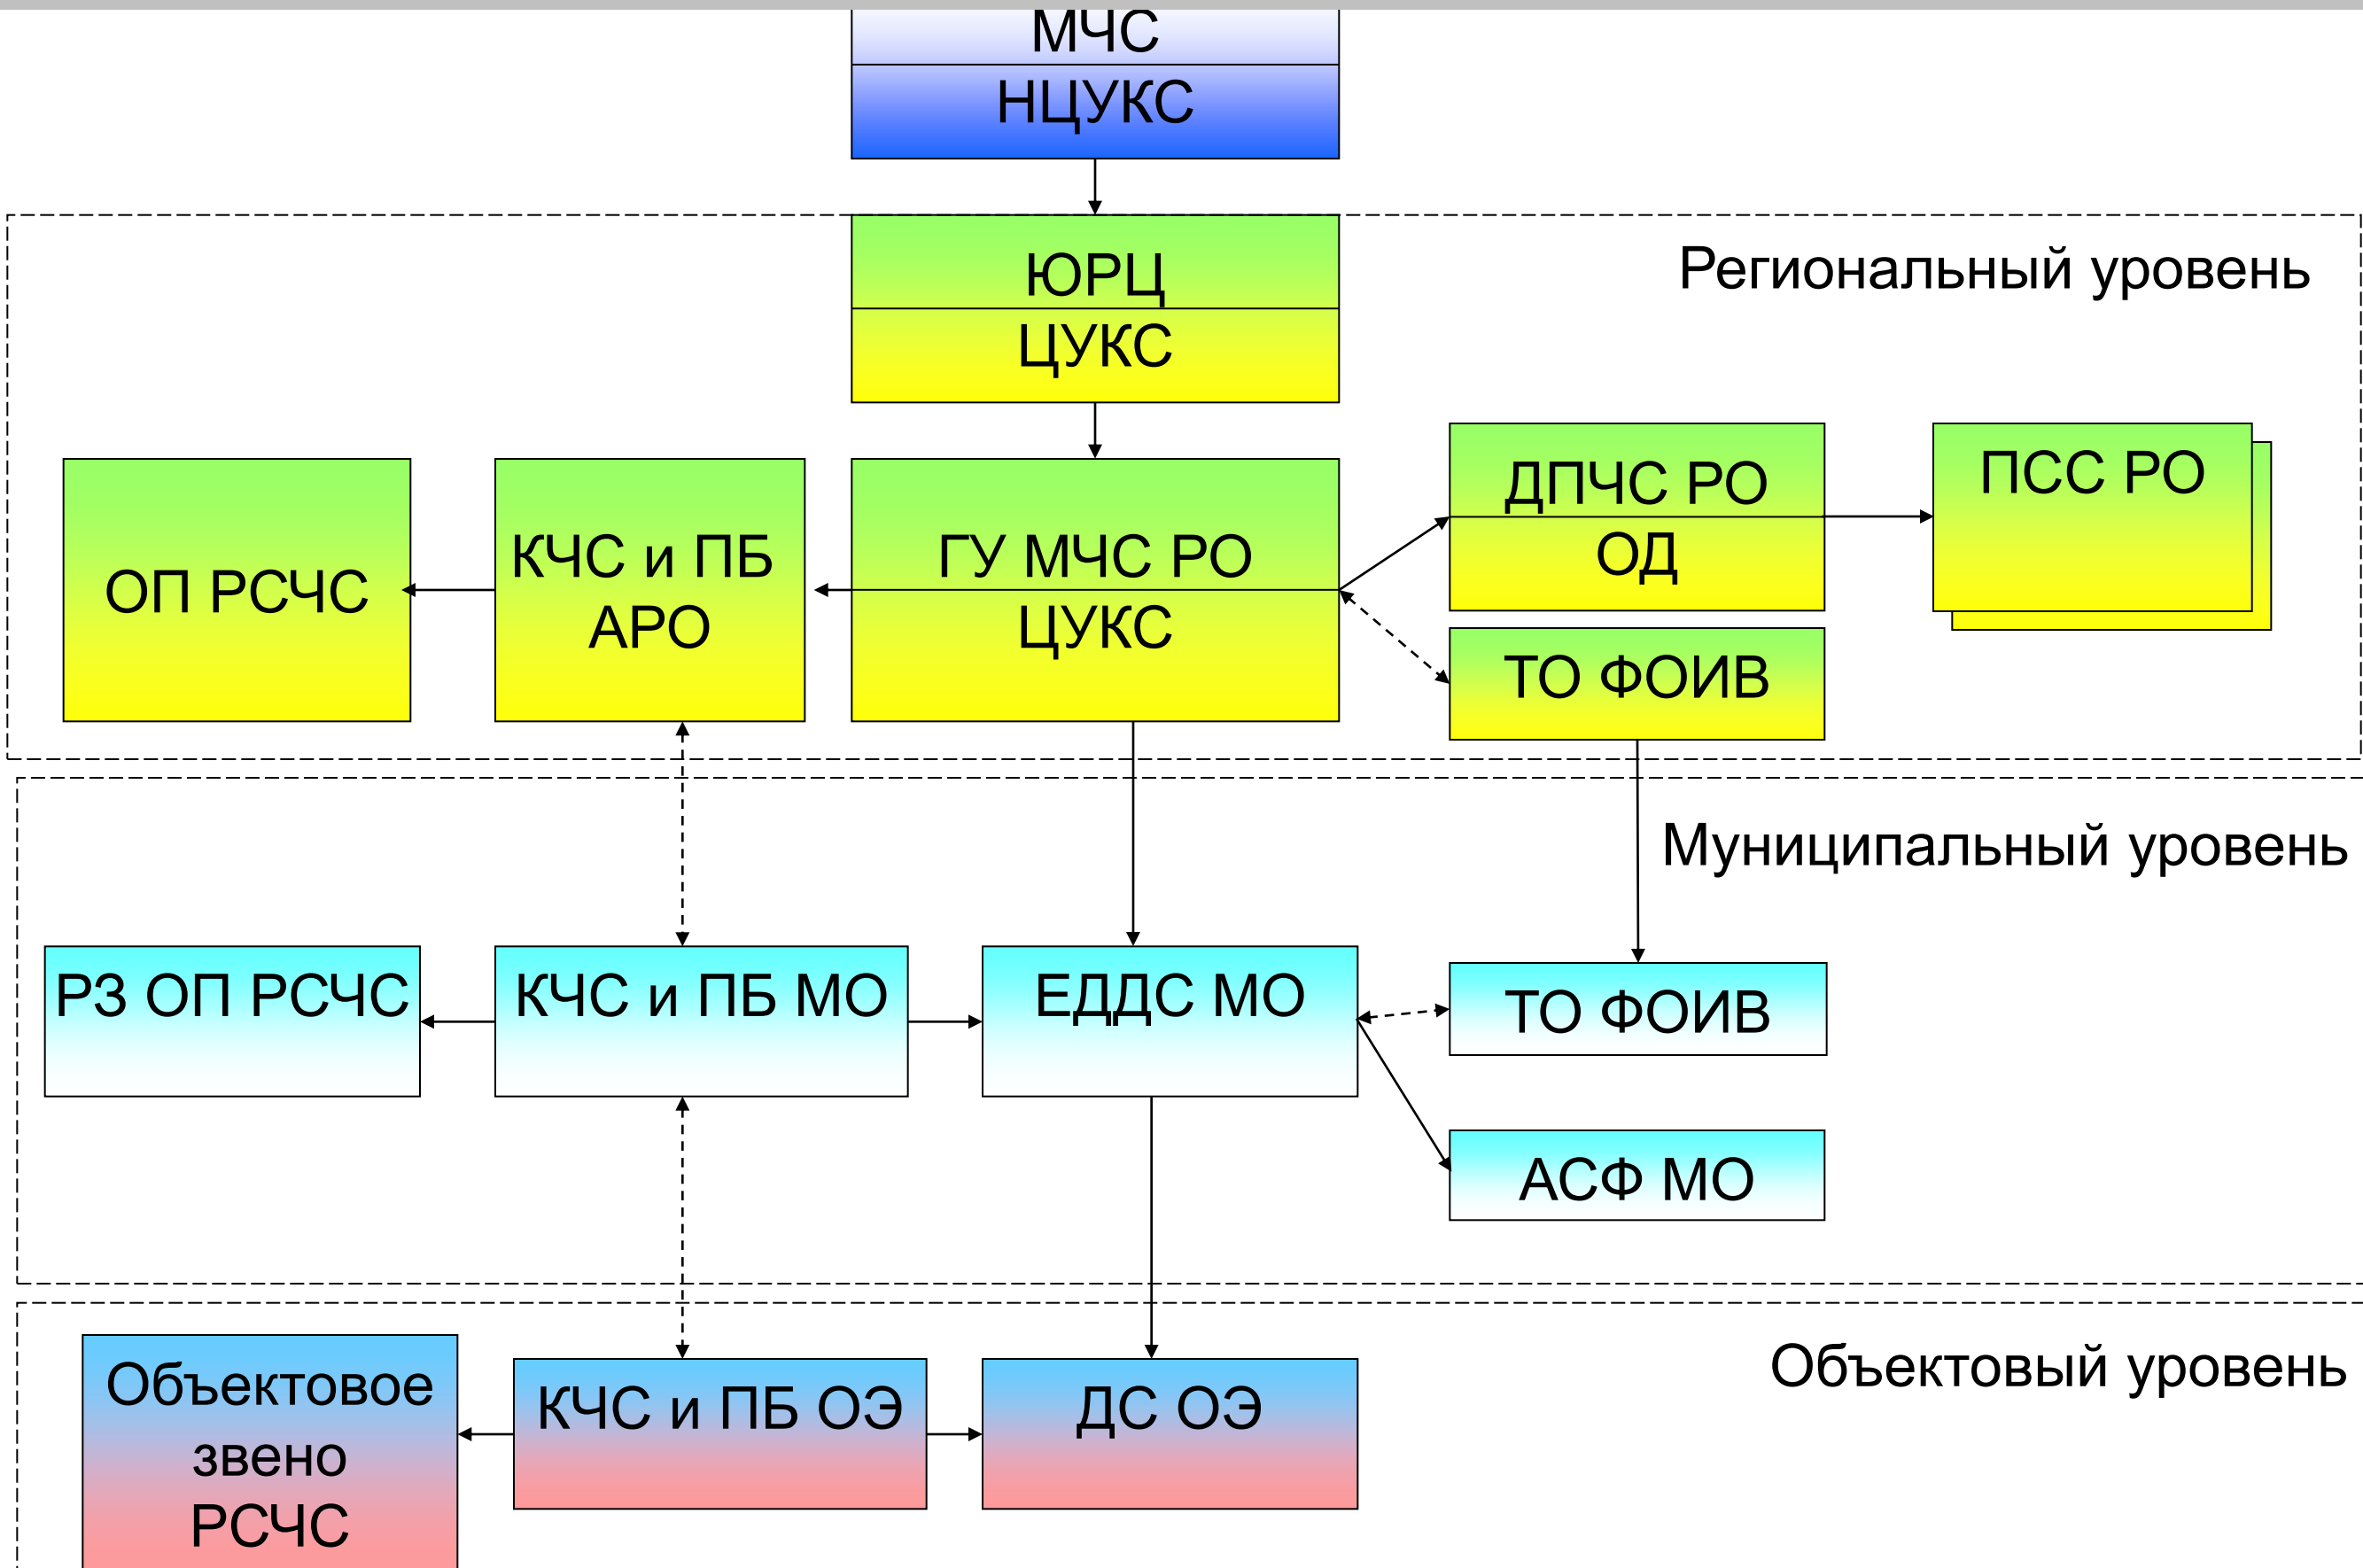 МЧС
НЦУКС
Региональный уровень
ЮРЦ
ЦУКС
ОП РСЧС
КЧС и ПБ
АРО
ГУ МЧС РО
ЦУКС
ДПЧС РО
ОД
ПСС РО
ТО ФОИВ
Муниципальный уровень
РЗ ОП РСЧС
КЧС и ПБ МО
ЕДДС МО
ТО ФОИВ
АСФ МО
Объектовый уровень
Объектовое
звено
РСЧС
КЧС и ПБ ОЭ
ДС ОЭ